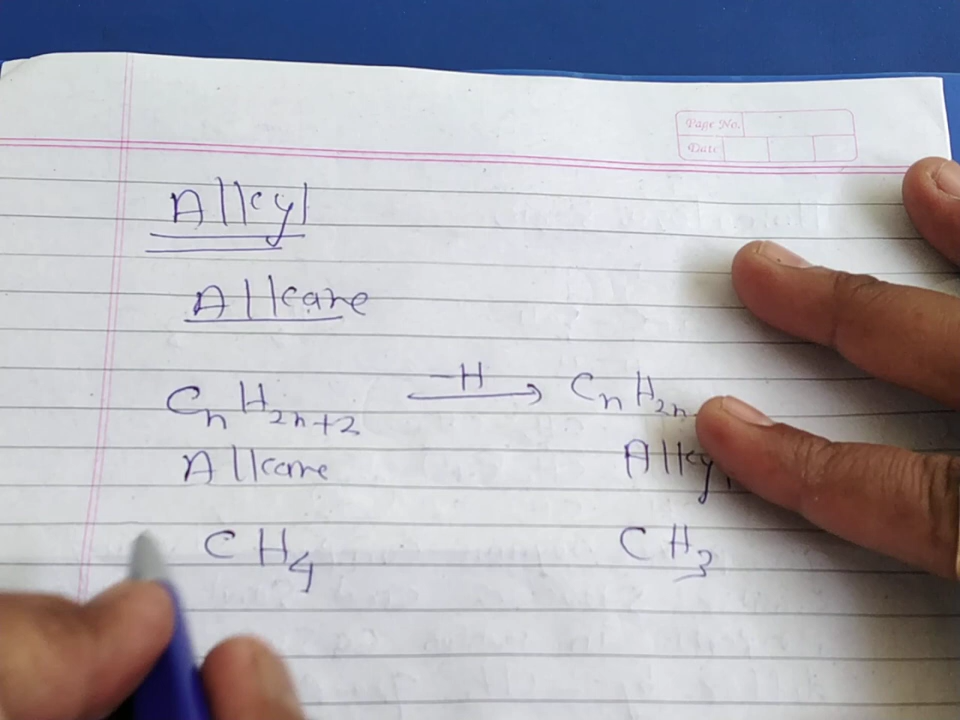 Page No.
Date
Alkyl
Alkane
CnH2n+2 -H → CnH2n
Alkane Alkyl
CH4 CH3